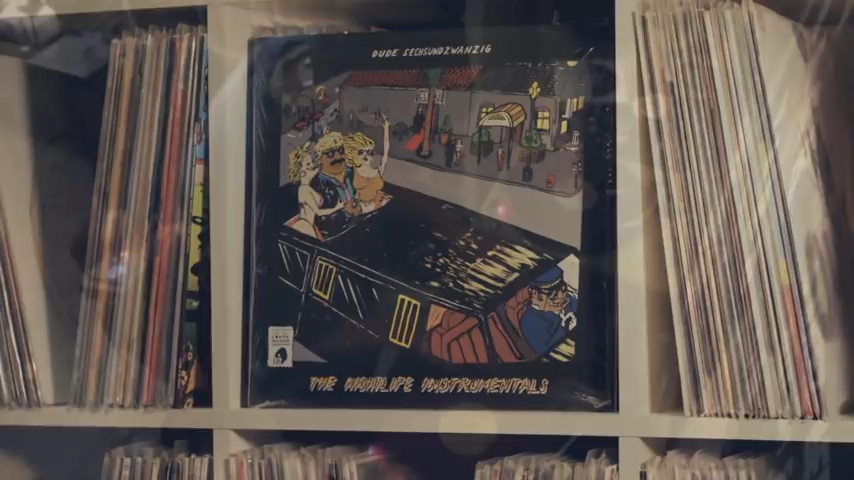 DUDE SECHSUNDZWANZIG
THE NIGHTLIFE INSTRUMENTALS